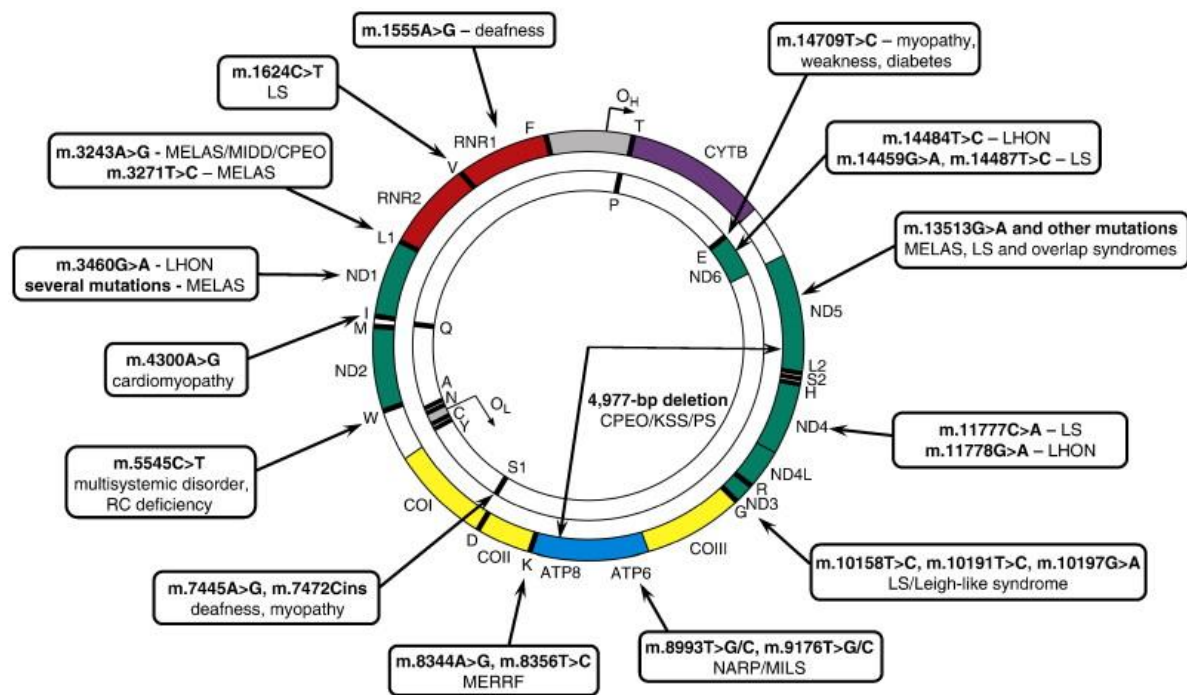 m.1555A>G – deafness
m.14709T>C – myopathy,
weakness, diabetes
m.1624C>T
LS
m.3243A>G - MELAS/MIDD/CPEO
m.3271T>C – MELAS
m.14484T>C – LHON
m.14459G>A, m.14487T>C – LS
m.3460G>A - LHON
several mutations - MELAS
m.13513G>A and other mutations
MELAS, LS and overlap syndromes
m.4300A>G
cardiomyopathy
4,977-bp deletion
CPEO/KSS/PS
m.11777C>A – LS
m.11778G>A – LHON
m.5545C>T
multisystemic disorder,
RC deficiency
m.7445A>G, m.7472Cins
deafness, myopathy
m.10158T>C, m.10191T>C, m.10197G>A
LS/Leigh-like syndrome
m.8344A>G, m.8356T>C
MERRF
m.8993T>G/C, m.9176T>G/C
NARP/MILS
OH
F
T
RNR1
CYTB
V
P
RNR2
L1
E
ND6
ND1
ND5
I
M
Q
ND2
L2
S2
H
A
N
C
Y
OL
W
ND4
S1
ND4L
R
ND3
G
COI
D
COII
K
ATP8
ATP6
COIII